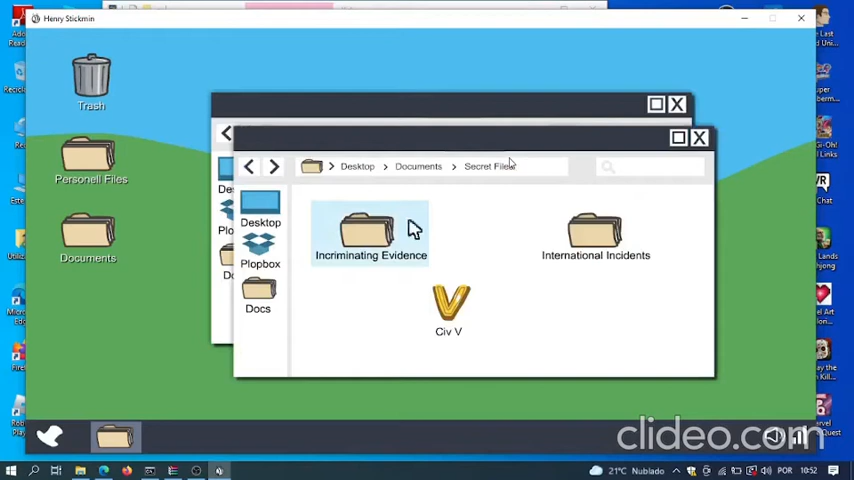 Henry Stickmin
Trash
Personell Files
Documents
Desktop
Documents
Secret Files
Desktop
Plopbox
Docs
Incriminating Evidence
International Incidents
Civ V
clideo.com
21°C Nublado
POR
10:52